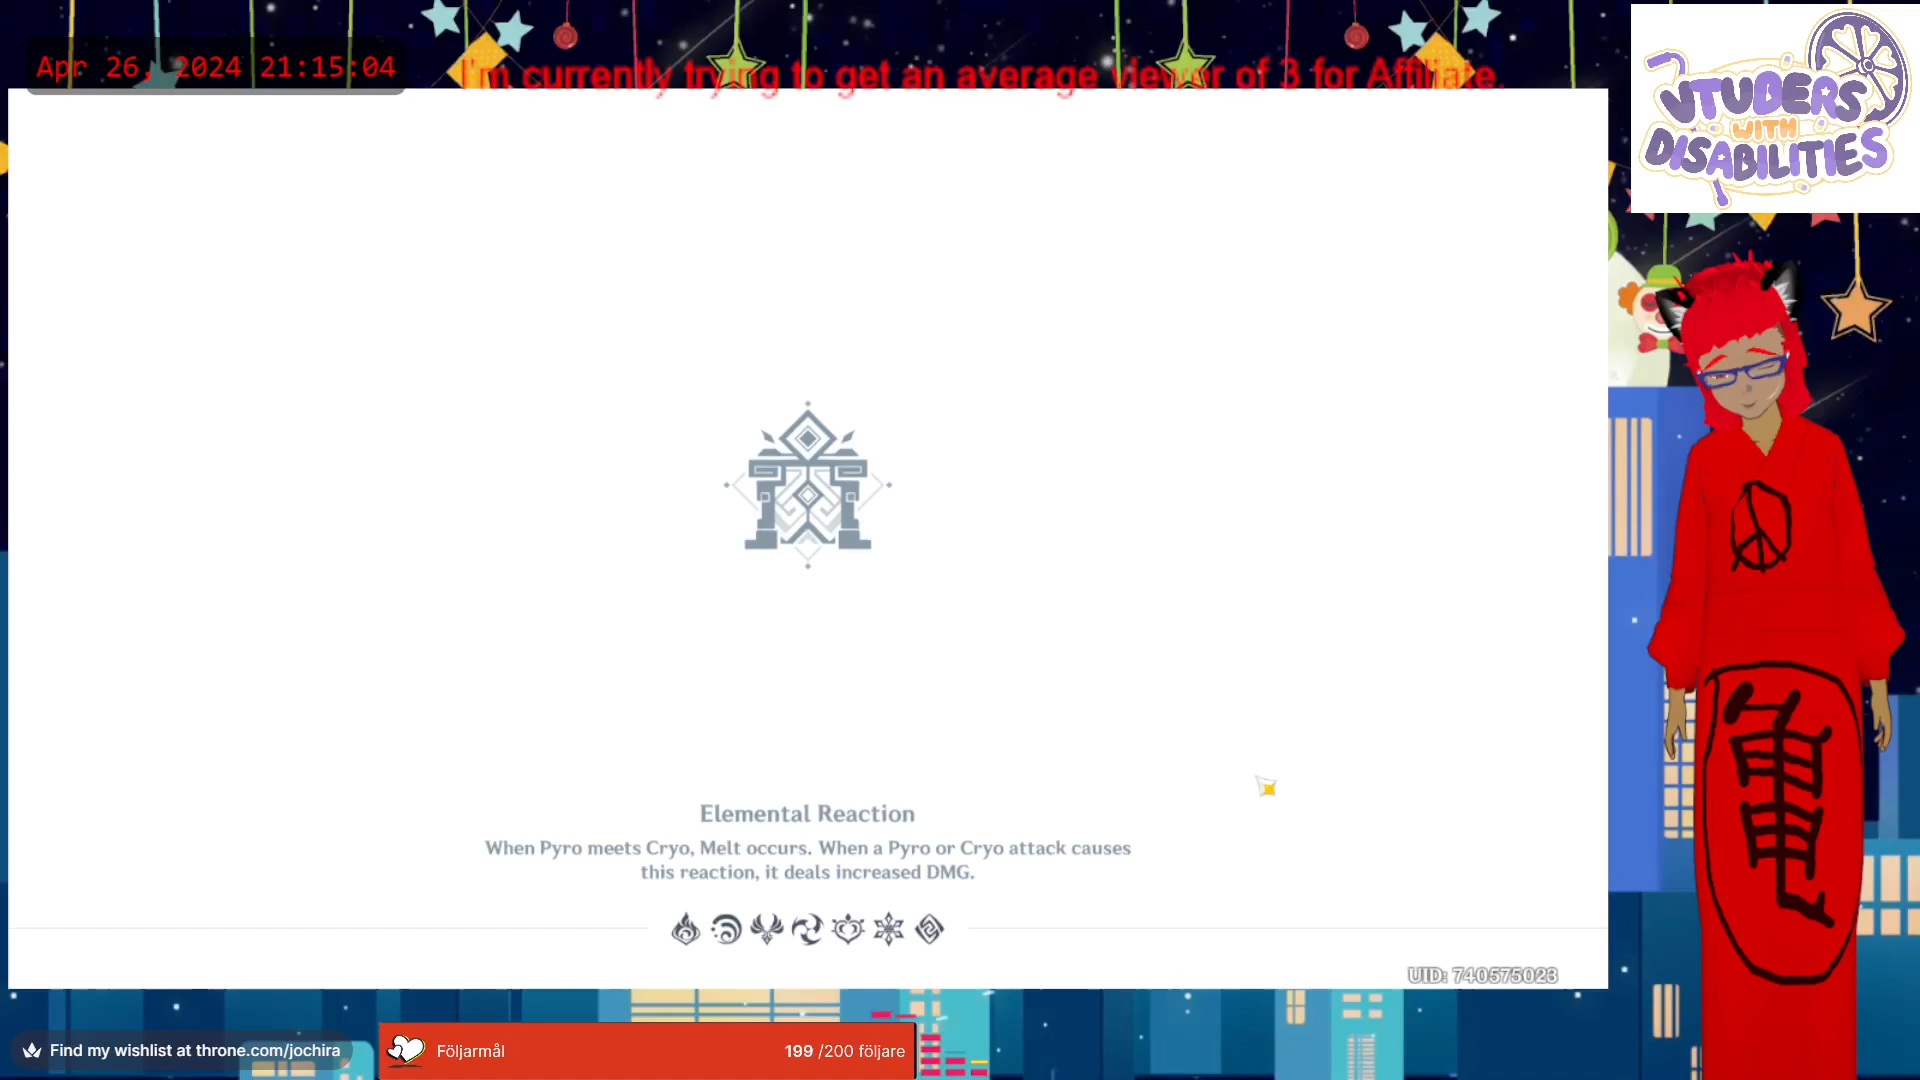 Apr 26, 2024 21:15:04
I'm currently trying to get an average viewer of 3 for Affiliate.
VTUBERS
WITH
DISABILITIES
Elemental Reaction
When Pyro meets Cryo, Melt occurs. When a Pyro or Cryo attack causes
this reaction, it deals increased DMG.
UID: 740575023
Find my wishlist at throne.com/jochira
Följarmål
199 /200 följare
亀